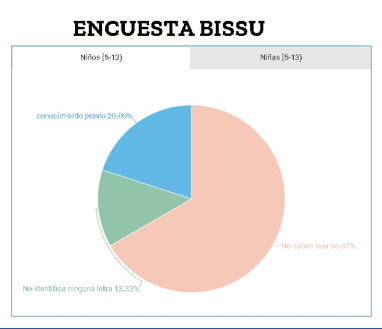 ENCUESTA BISSU
Niños [5-13)
Niñas [5-13)
conocimiento previo 20.00%
No saben leer 66.67%
No identifica ninguna letra 13.33%